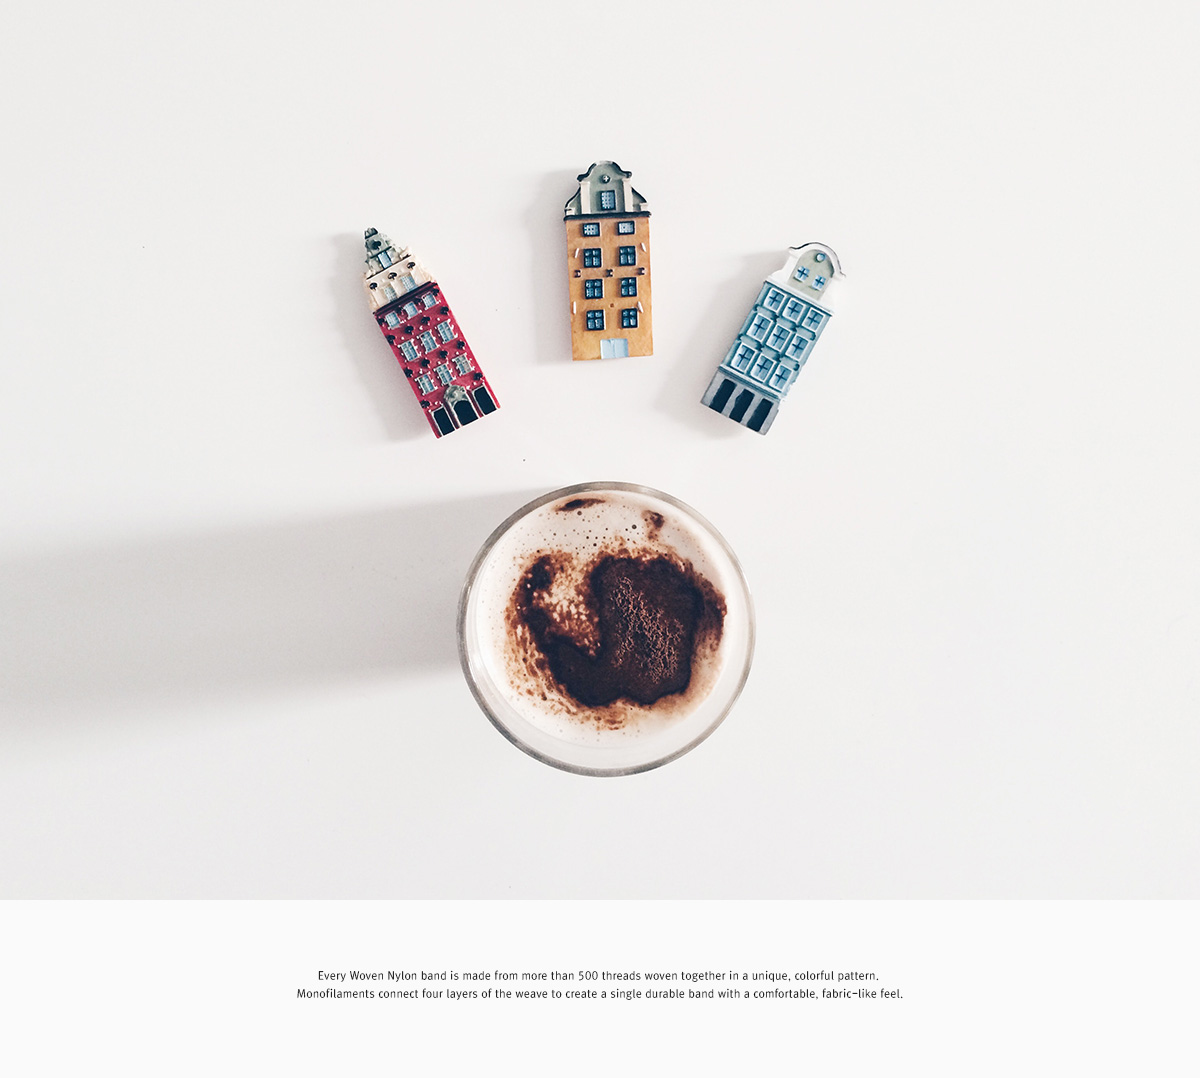 Every Woven Nylon band is made from more than 500 threads woven together in a unique, colorful pattern.
Monofilaments connect four layers of the weave to create a single durable band with a comfortable, fabric-like feel.